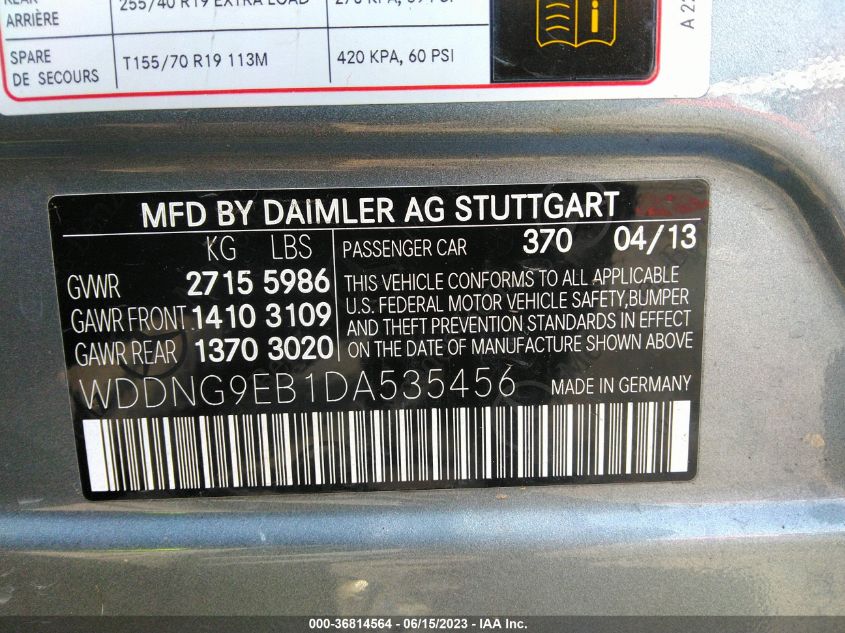 ARRIÈRE
255/40 R19 EXTRA LOAD
SPARE
DE SECOURS
T155/70 R19 113M
420 KPA, 60 PSI
MFD BY DAIMLER AG STUTTGART
KG LBS
GVWR 2715 5986
GAWR FRONT 1410 3109
GAWR REAR 1370 3020
PASSENGER CAR 370 04/13
THIS VEHICLE CONFORMS TO ALL APPLICABLE
U.S. FEDERAL MOTOR VEHICLE SAFETY,BUMPER
AND THEFT PREVENTION STANDARDS IN EFFECT
ON THE DATE OF MANUFACTURE SHOWN ABOVE
WDDNG9EB1DA535456
MADE IN GERMANY
000-36814564 - 06/15/2023 - IAA Inc.